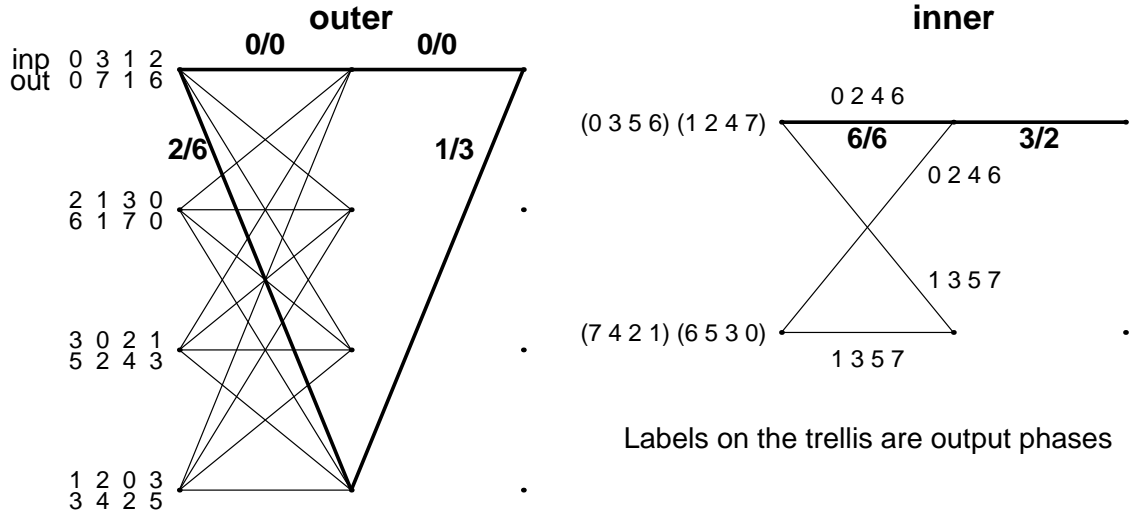 outer
0/0 0/0
inp 0 3 1 2
out 0 7 1 6
2/6 1/3
2 1 3 0
6 1 7 0
3 0 2 1
5 2 4 3
1 2 0 3
3 4 2 5
inner
0 2 4 6
(0 3 5 6) (1 2 4 7)
6/6 3/2
0 2 4 6
1 3 5 7
(7 4 2 1) (6 5 3 0)
1 3 5 7
Labels on the trellis are output phases